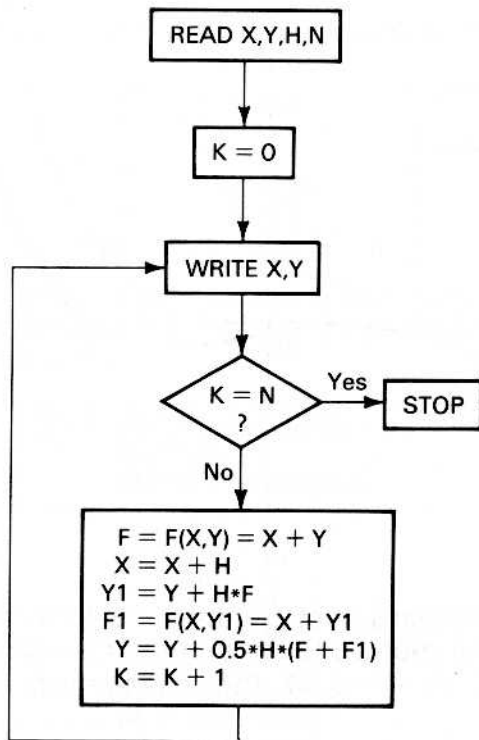 READ X,Y,H,N
K = 0
WRITE X,Y
K = N
?
Yes
STOP
No
F = F(X,Y) = X + Y
X = X + H
Y1 = Y + H*F
F1 = F(X,Y1) = X + Y1
Y = Y + 0.5*H*(F + F1)
K = K + 1